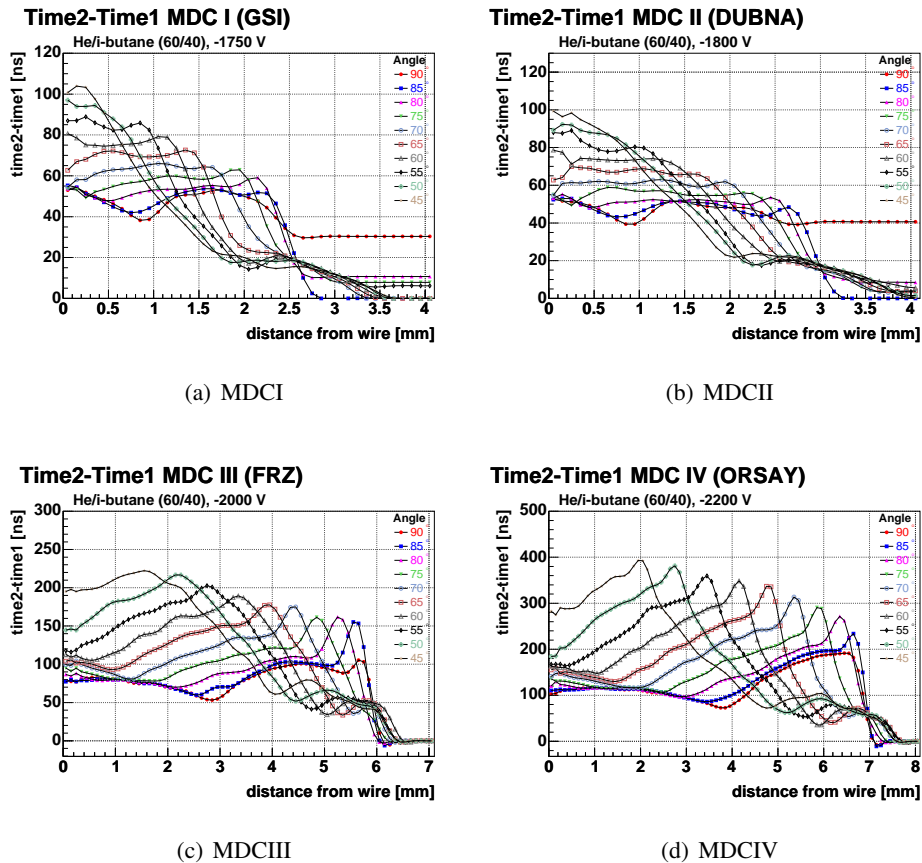 Time2-Time1 MDC I (GSI)
He/i-butane (60/40), -1750 V
time2-time1 [ns]
120
100
80
60
40
20
0
0 0.5 1 1.5 2 2.5 3 3.5 4
distance from wire [mm]
Angle
90°
85°
80°
75°
70°
65°
60°
55°
50°
45°
(a) MDCI
Time2-Time1 MDC II (DUBNA)
He/i-butane (60/40), -1800 V
time2-time1 [ns]
120
100
80
60
40
20
0
0 0.5 1 1.5 2 2.5 3 3.5 4
distance from wire [mm]
Angle
90°
85°
80°
75°
70°
65°
60°
55°
50°
45°
(b) MDCII
Time2-Time1 MDC III (FRZ)
He/i-butane (60/40), -2000 V
time2-time1 [ns]
300
250
200
150
100
50
0
0 1 2 3 4 5 6 7
distance from wire [mm]
Angle
90°
85°
80°
75°
70°
65°
60°
55°
50°
45°
(c) MDCIII
Time2-Time1 MDC IV (ORSAY)
He/i-butane (60/40), -2200 V
time2-time1 [ns]
500
400
300
200
100
0
0 1 2 3 4 5 6 7 8
distance from wire [mm]
Angle
90°
85°
80°
75°
70°
65°
60°
55°
50°
45°
(d) MDCIV